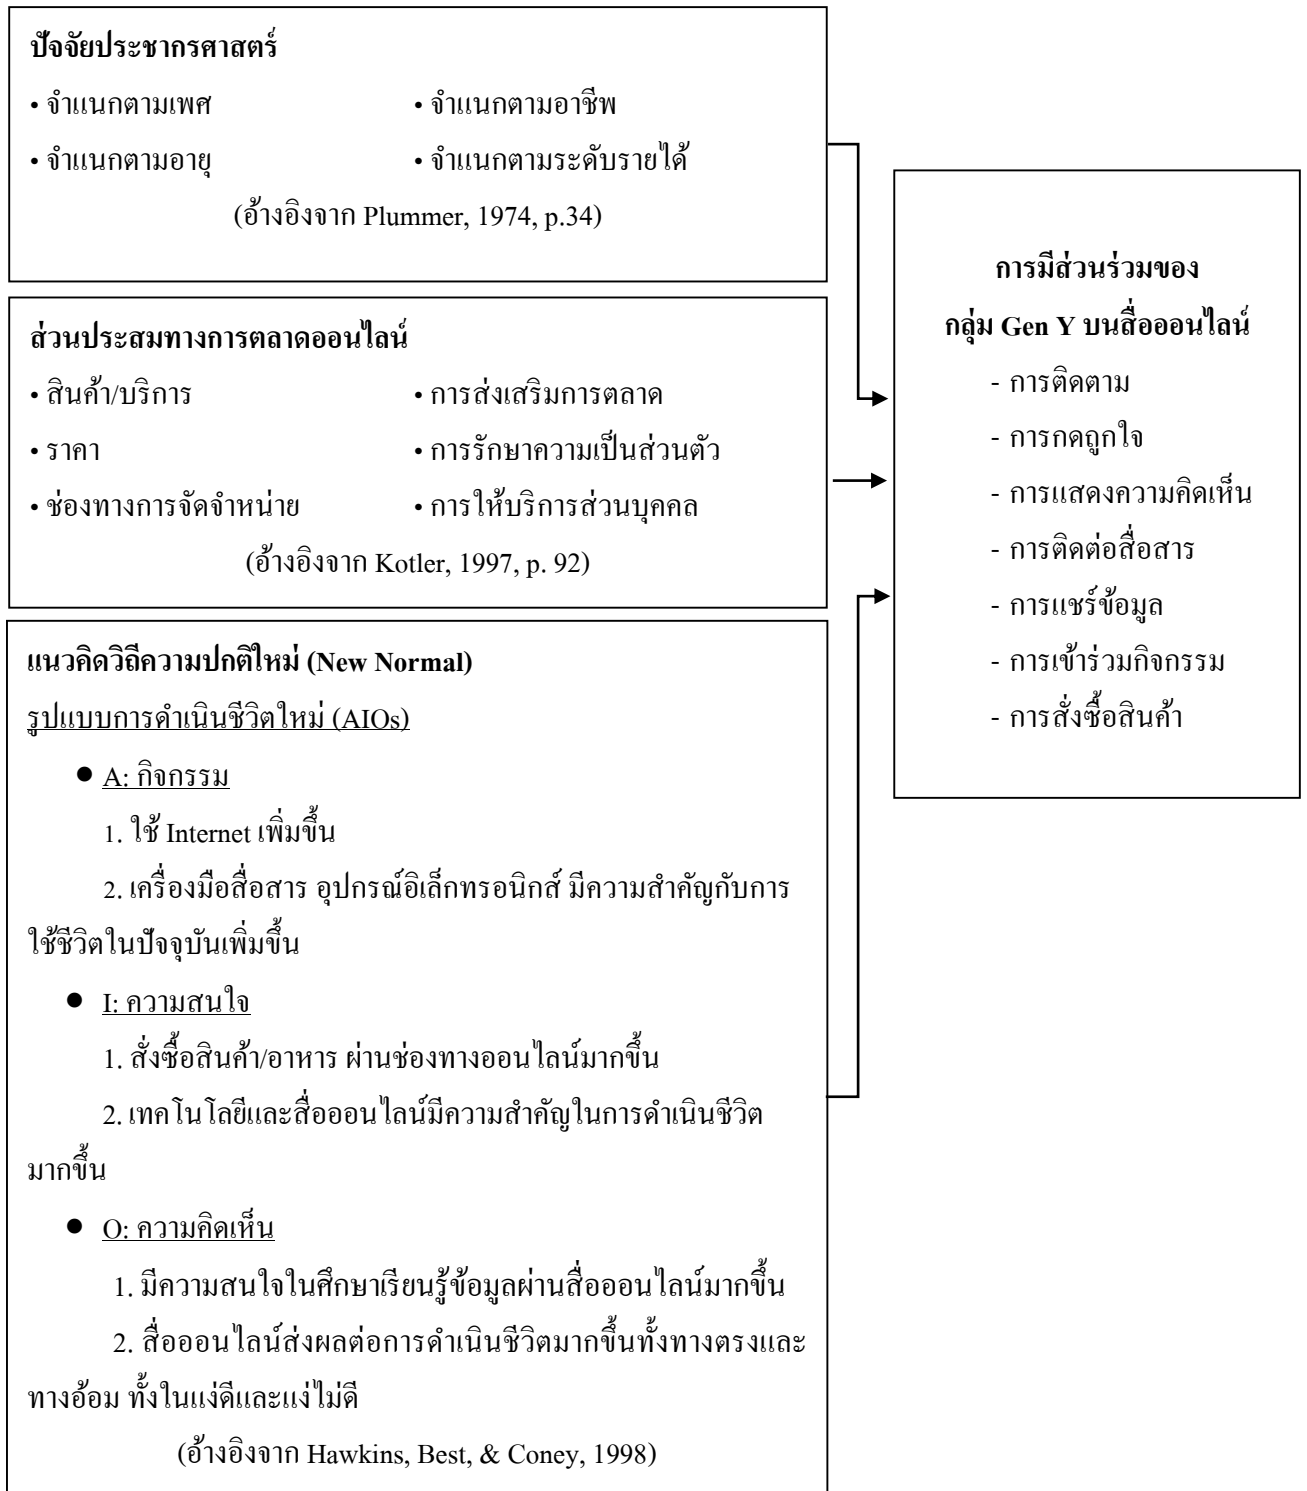 ปัจจัยประชากรศาสตร์
• จำแนกตามเพศ • จำแนกตามอาชีพ
• จำแนกตามอายุ • จำแนกตามระดับรายได้
(อ้างอิงจาก Plummer, 1974, p.34)
ส่วนประสมทางการตลาดออนไลน์
• สินค้า/บริการ • การส่งเสริมการตลาด
• ราคา • การรักษาความเป็นส่วนตัว
• ช่องทางการจัดจำหน่าย • การให้บริการส่วนบุคคล
(อ้างอิงจาก Kotler, 1997, p. 92)
แนวคิดวิถีความปกติใหม่ (New Normal)
รูปแบบการดำเนินชีวิตใหม่ (AIOs)
● A: กิจกรรม
1. ใช้ Internet เพิ่มขึ้น
2. เครื่องมือสื่อสาร อุปกรณ์อิเล็กทรอนิกส์ มีความสำคัญกับการ
ใช้ชีวิตในปัจจุบันเพิ่มขึ้น
● I: ความสนใจ
1. สั่งซื้อสินค้า/อาหาร ผ่านช่องทางออนไลน์มากขึ้น
2. เทคโนโลยีและสื่อออนไลน์มีความสำคัญในการดำเนินชีวิต
มากขึ้น
● O: ความคิดเห็น
1. มีความสนใจในศึกษาเรียนรู้ข้อมูลผ่านสื่อออนไลน์มากขึ้น
2. สื่อออนไลน์ส่งผลต่อการดำเนินชีวิตมากขึ้นทั้งทางตรงและ
ทางอ้อม ทั้งในแง่ดีและแง่ไม่ดี
(อ้างอิงจาก Hawkins, Best, & Coney, 1998)
การมีส่วนร่วมของ
กลุ่ม Gen Y บนสื่อออนไลน์
- การติดตาม
- การกดถูกใจ
- การแสดงความคิดเห็น
- การติดต่อสื่อสาร
- การแชร์ข้อมูล
- การเข้าร่วมกิจกรรม
- การสั่งซื้อสินค้า